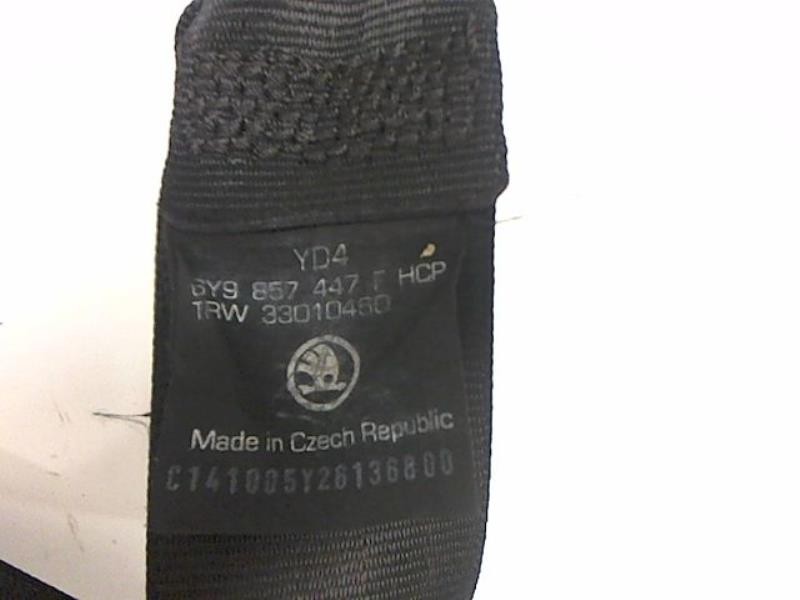 YD4
6Y9 857 447 F HCP
TRW 33010460
Made in Czech Republic
C141005Y26136800